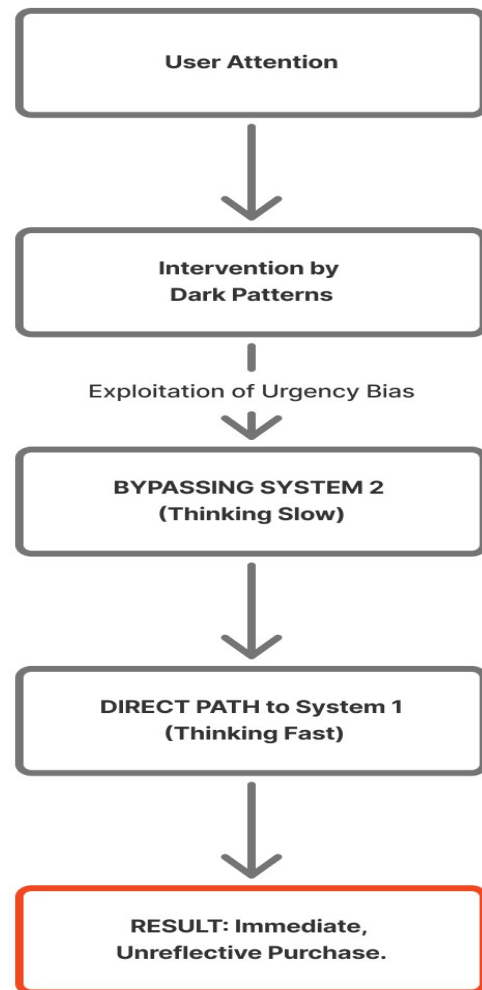 User Attention
Intervention by
Dark Patterns
Exploitation of Urgency Bias
BYPASSING SYSTEM 2
(Thinking Slow)
DIRECT PATH to System 1
(Thinking Fast)
RESULT: Immediate,
Unreflective Purchase.